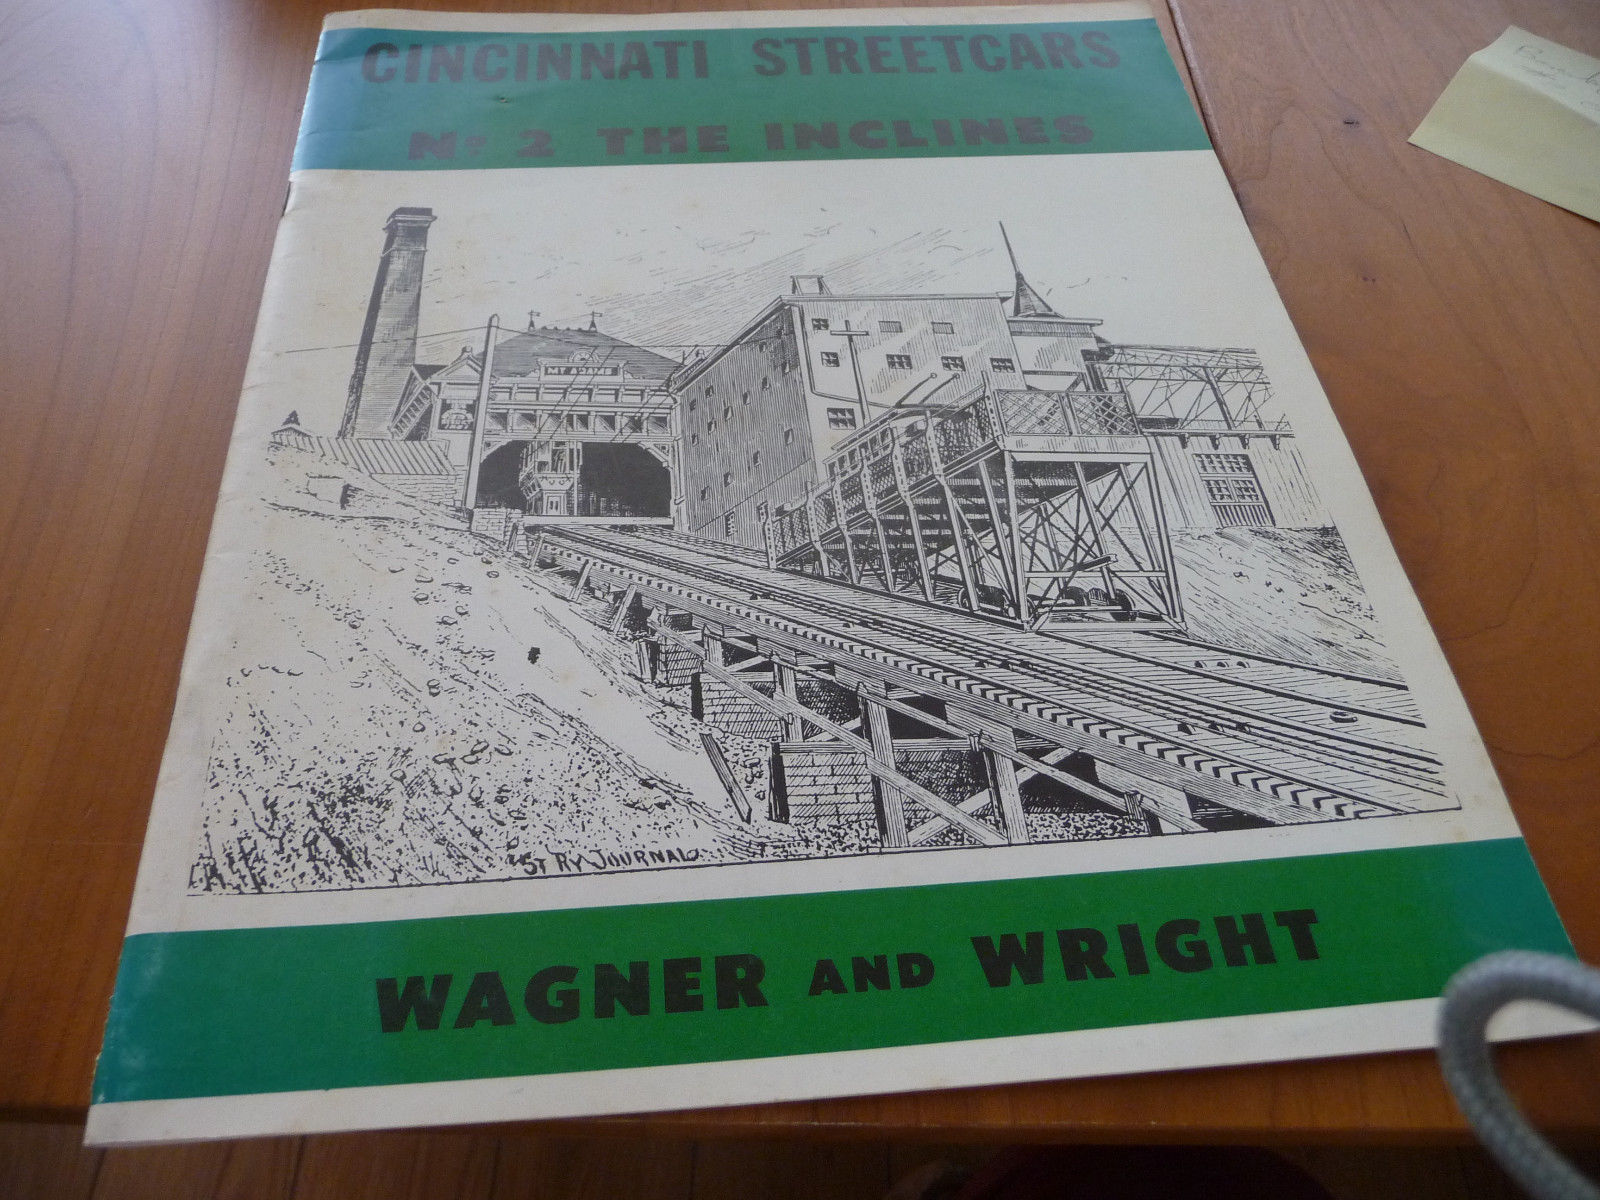 CINCINNATI STREETCARS
No 2 THE INCLINES
MT ADAMS
ST RY JOURNAL
WAGNER AND WRIGHT